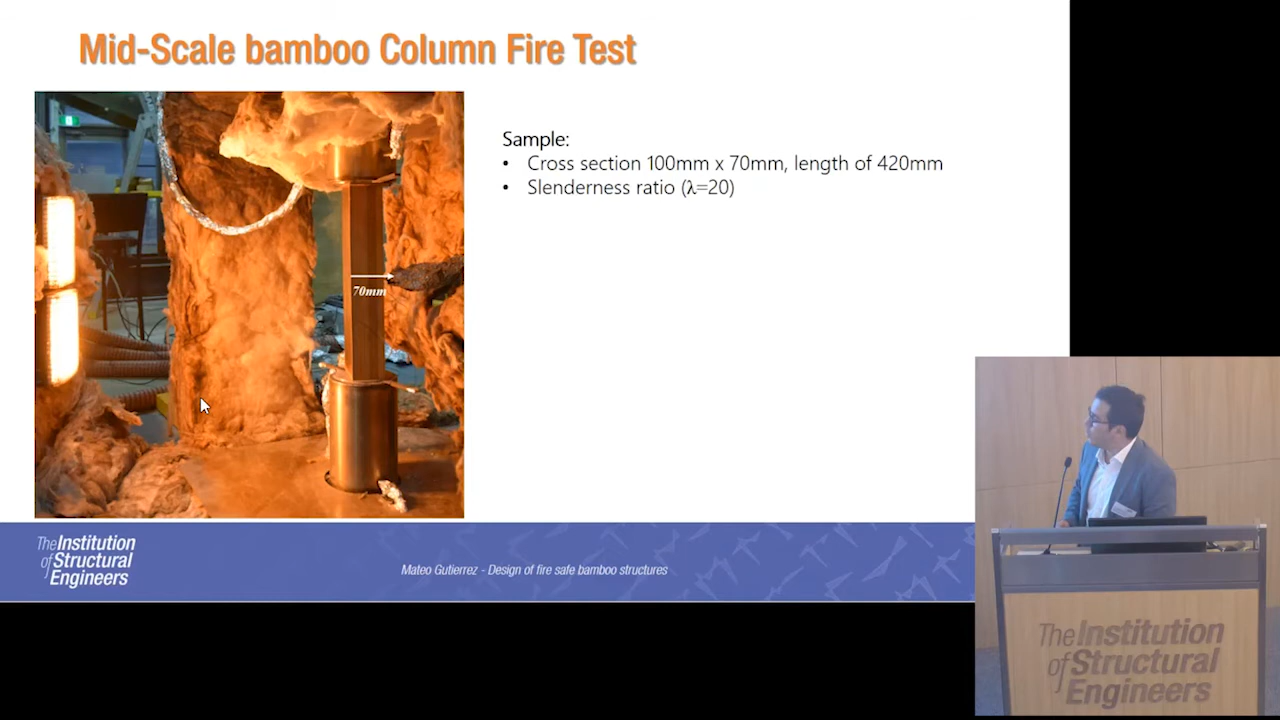 Mid-Scale bamboo Column Fire Test
Sample:
• Cross section 100mm x 70mm, length of 420mm
• Slenderness ratio (λ=20)
70mm
The Institution
of Structural
Engineers
Mateo Gutierrez - Design of fire safe bamboo structures
The Institution
of Structural
Engineers